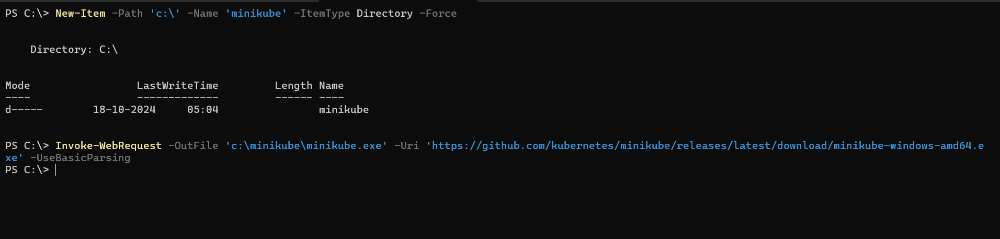 PS C:\> New-Item -Path 'c:\' -Name 'minikube' -ItemType Directory -Force
Directory: C:\
Mode LastWriteTime Length Name
---- ------------- ------ ----
d----- 18-10-2024 05:04 minikube
PS C:\> Invoke-WebRequest -OutFile 'c:\minikube\minikube.exe' -Uri 'https://github.com/kubernetes/minikube/releases/latest/download/minikube-windows-amd64.e
xe' -UseBasicParsing
PS C:\>